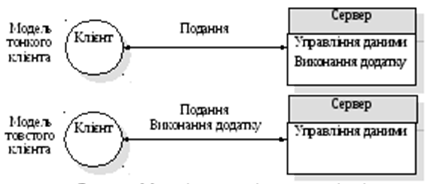 Модель
тонкого
клієнта
Клієнт
Подання
Сервер
Управління даними
Виконання додатку
Модель
товстого
клієнта
Клієнт
Подання
Виконання додатку
Сервер
Управління даними